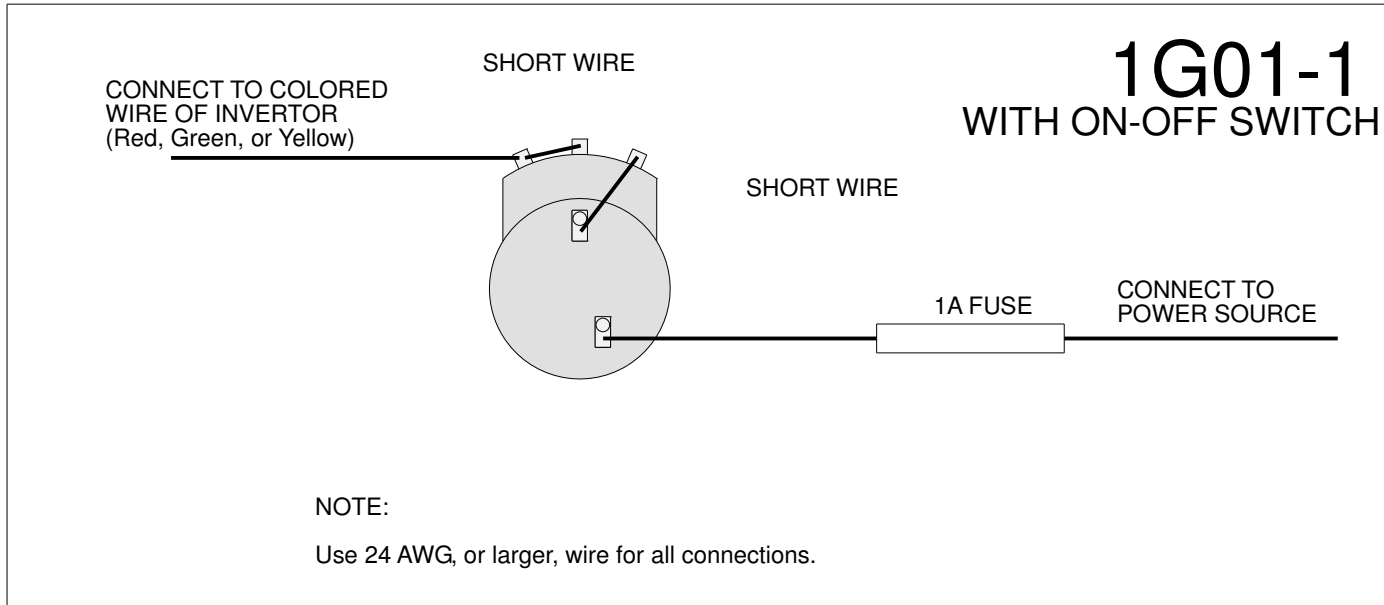 1G01-1
WITH ON-OFF SWITCH
SHORT WIRE
CONNECT TO COLORED
WIRE OF INVERTOR
(Red, Green, or Yellow)
SHORT WIRE
1A FUSE
CONNECT TO
POWER SOURCE
NOTE:
Use 24 AWG, or larger, wire for all connections.